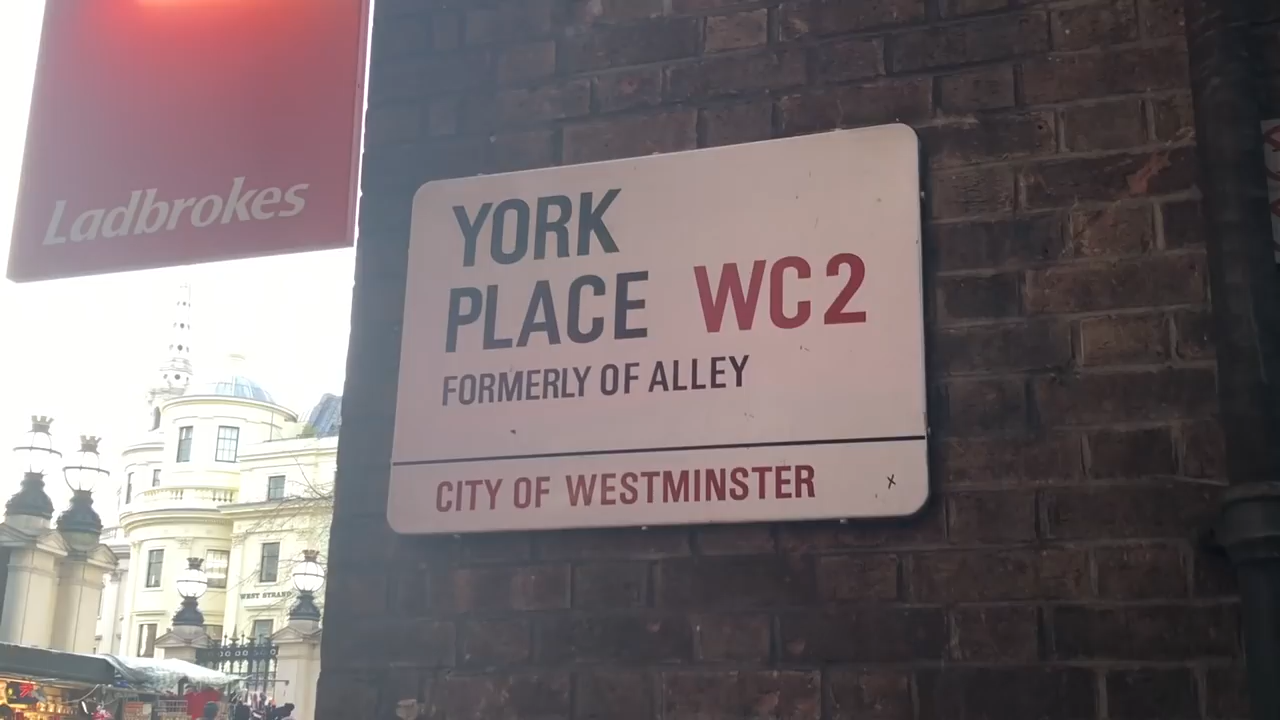 Ladbrokes
YORK
PLACE WC2
FORMERLY OF ALLEY
CITY OF WESTMINSTER
x
WEST STRAND